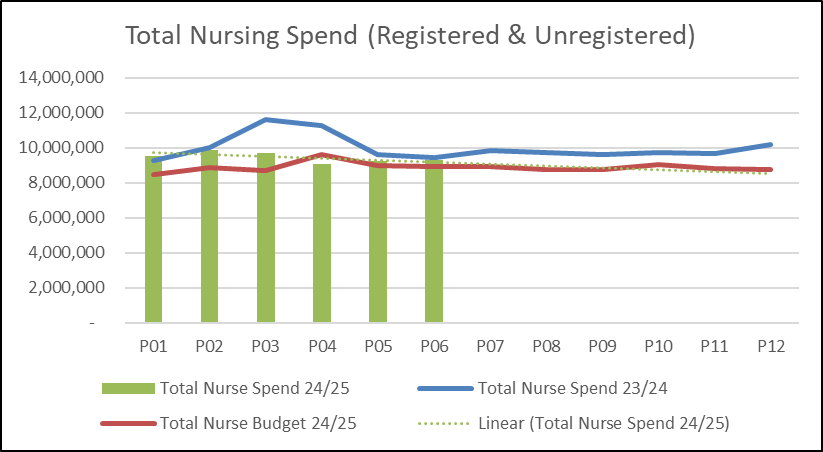 Total Nursing Spend (Registered & Unregistered)
14,000,000
12,000,000
10,000,000
8,000,000
6,000,000
4,000,000
2,000,000
-
P01 P02 P03 P04 P05 P06 P07 P08 P09 P10 P11 P12
Total Nurse Spend 24/25 Total Nurse Spend 23/24
Total Nurse Budget 24/25 Linear (Total Nurse Spend 24/25)